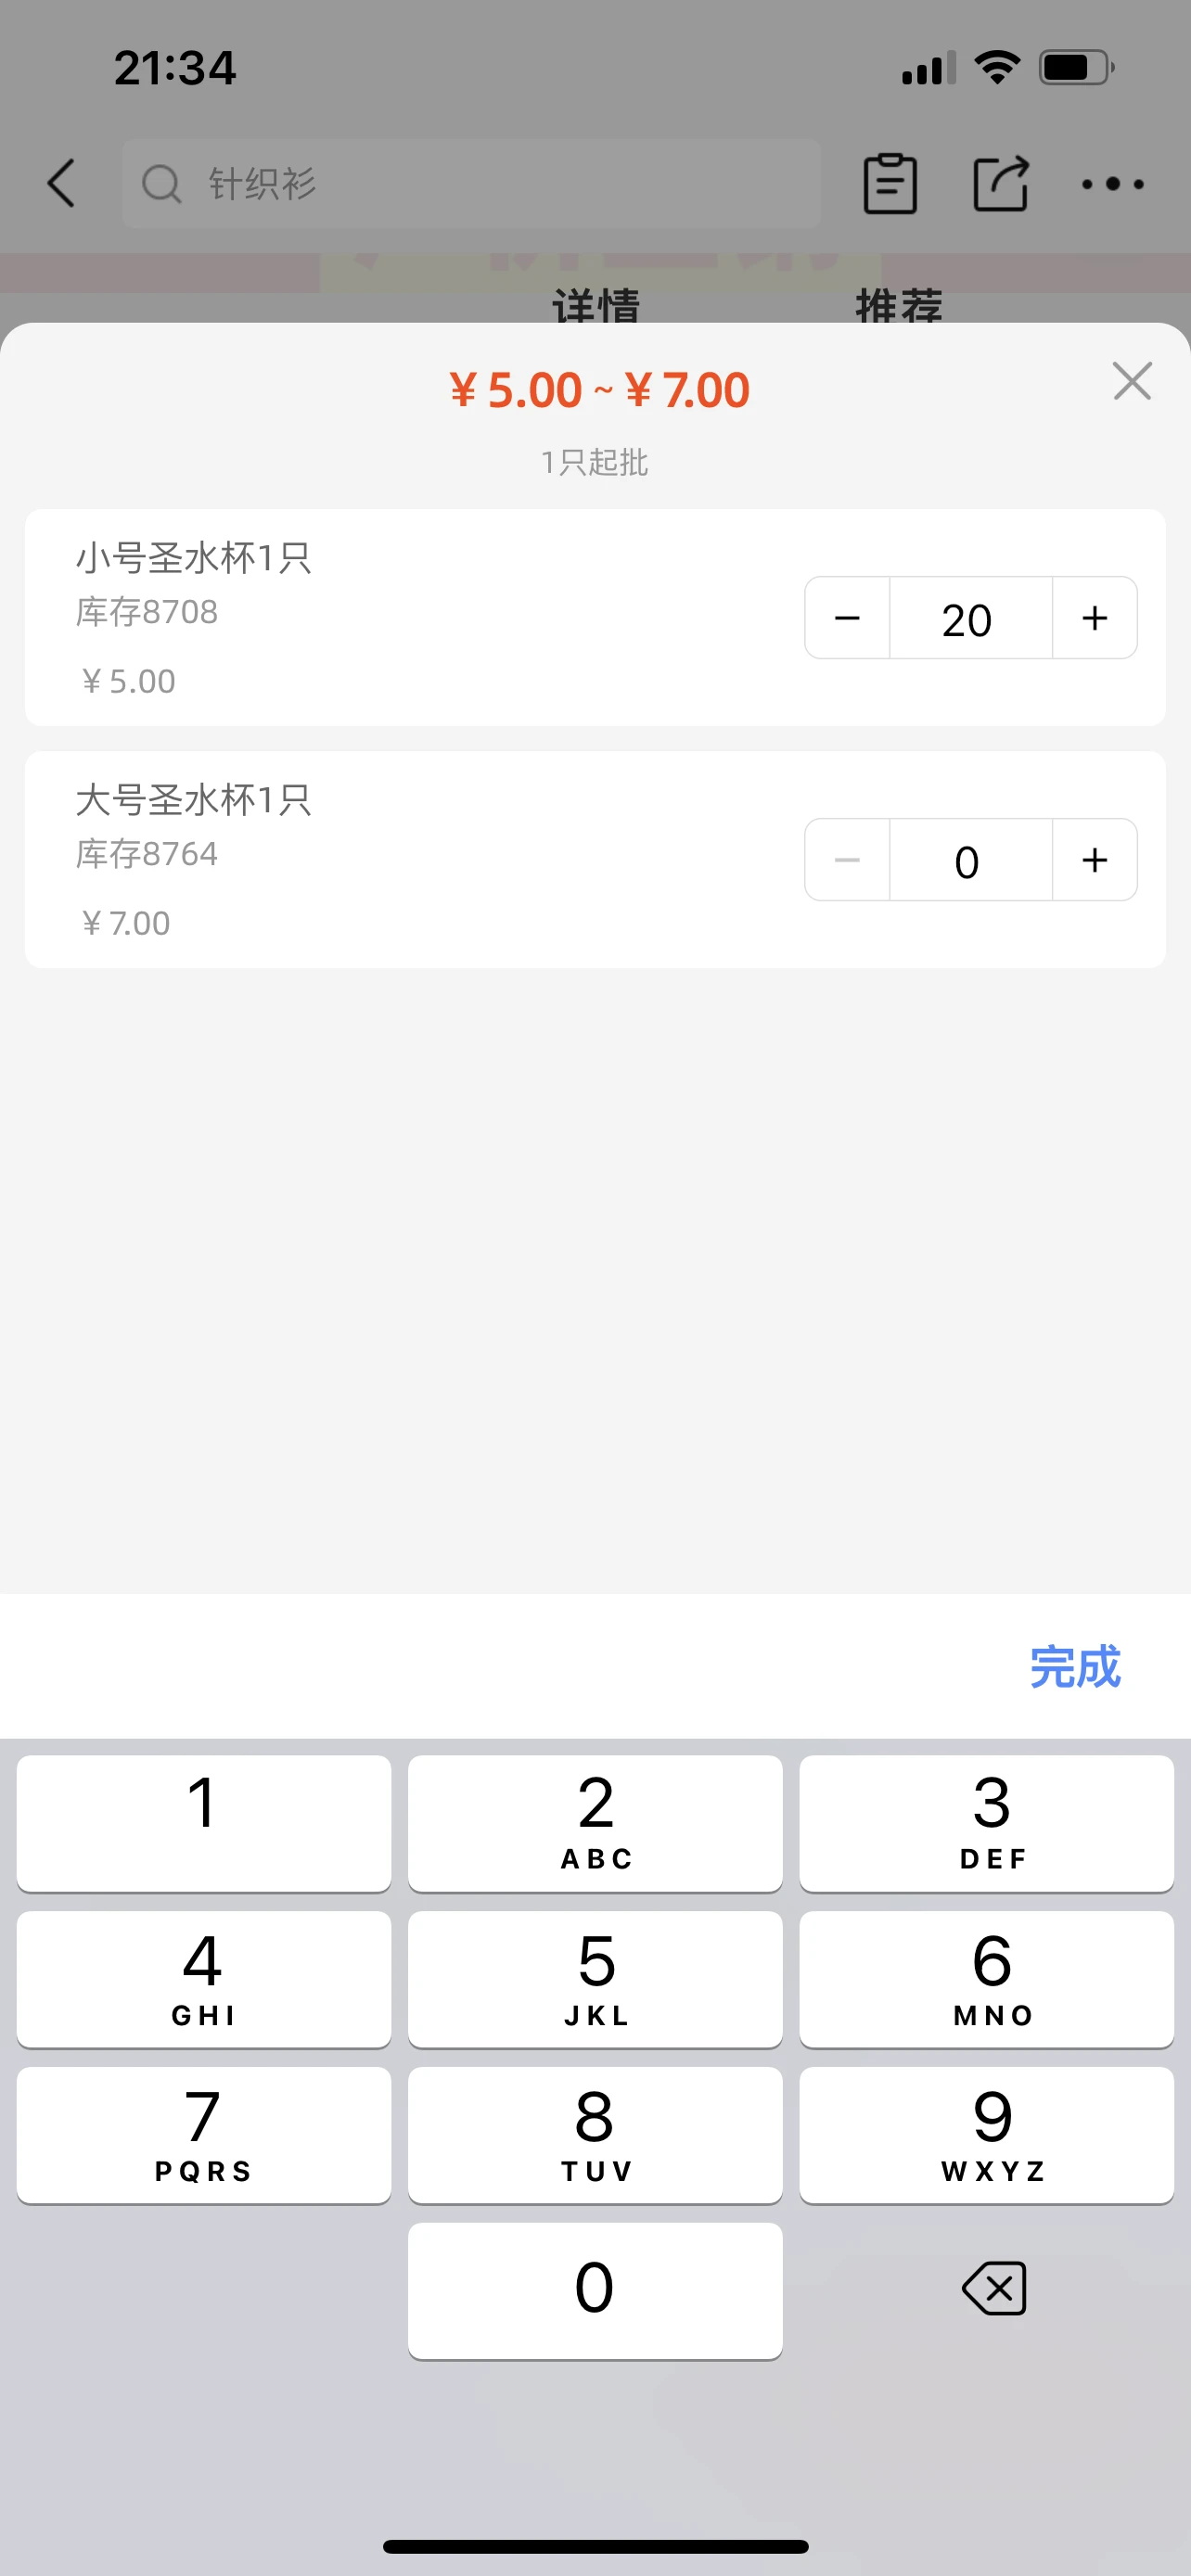 21:34
针织衫
详情 推荐
¥ 5.00 ~ ¥ 7.00
1只起批
小号圣水杯1只
库存8708
− 20 +
¥ 5.00
大号圣水杯1只
库存8764
− 0 +
¥ 7.00
完成
1 2 3
ABC DEF
4 5 6
GHI JKL MNO
7 8 9
PQRS TUV WXYZ
0